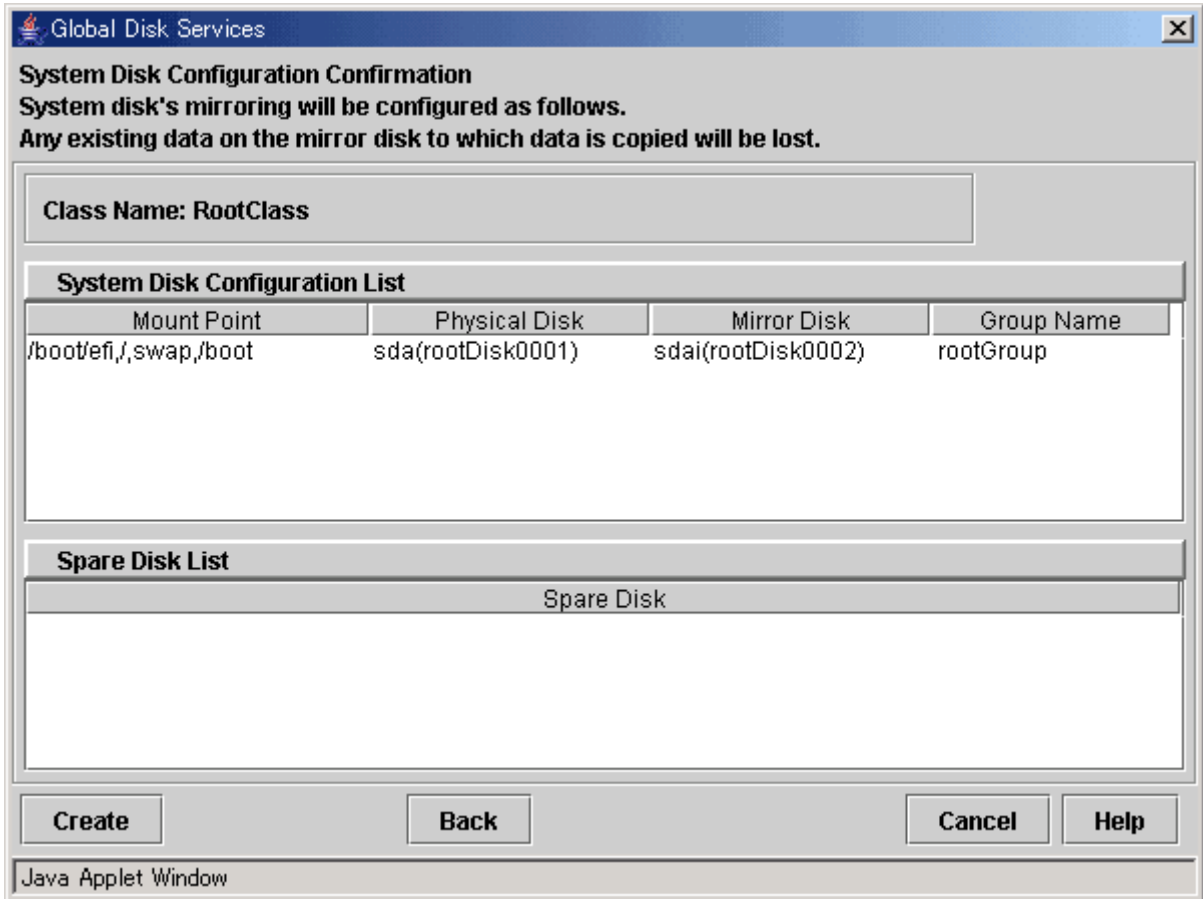 Global Disk Services
System Disk Configuration Confirmation
System disk's mirroring will be configured as follows.
Any existing data on the mirror disk to which data is copied will be lost.
Class Name: RootClass
System Disk Configuration List
Mount Point Physical Disk Mirror Disk Group Name
/boot/efi,/,swap,/boot sda(rootDisk0001) sdai(rootDisk0002) rootGroup
Spare Disk List
Spare Disk
Create Back Cancel Help
Java Applet Window